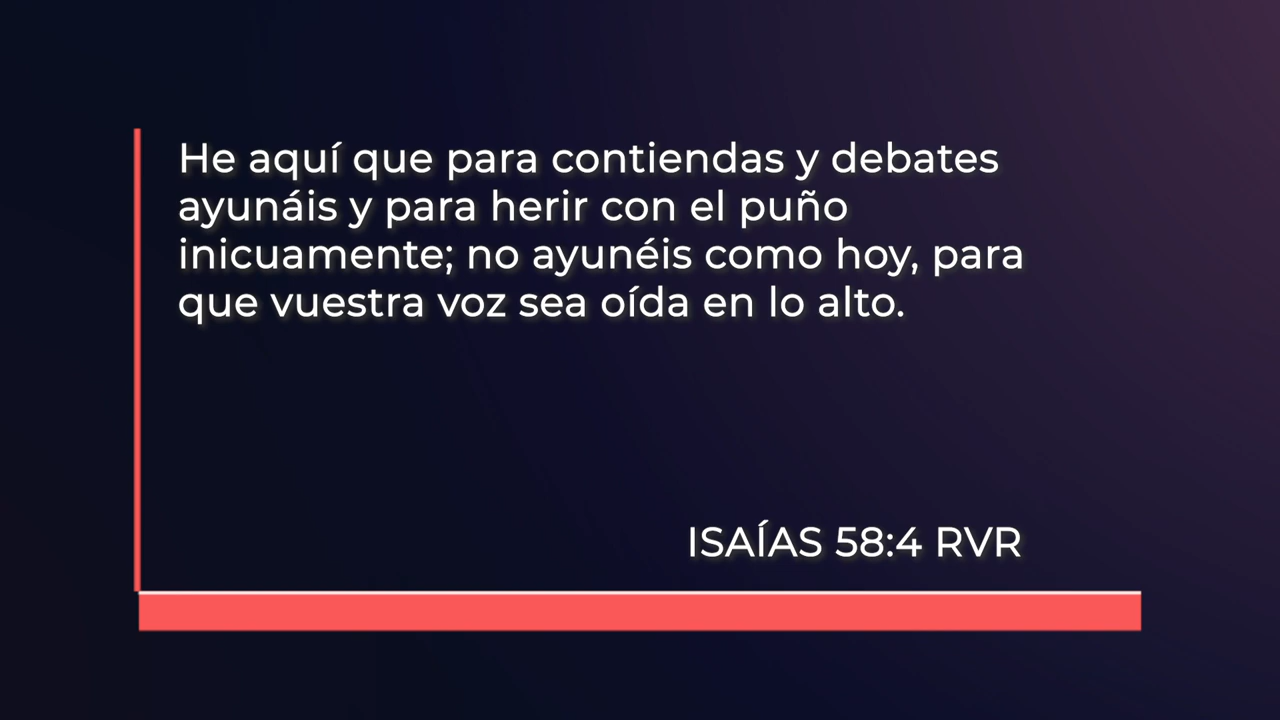 He aquí que para contiendas y debates
ayunáis y para herir con el puño
inicuamente; no ayunéis como hoy, para
que vuestra voz sea oída en lo alto.
ISAÍAS 58:4 RVR